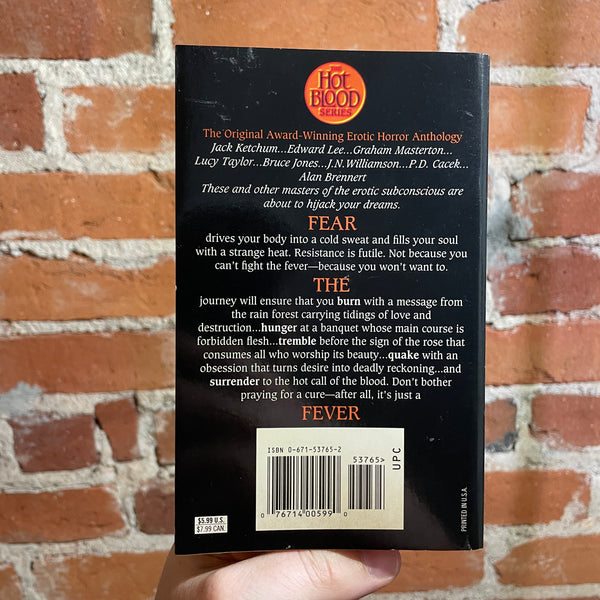 THE
HOT
BLOOD
SERIES
The Original Award-Winning Erotic Horror Anthology
Jack Ketchum...Edward Lee...Graham Masterton...
Lucy Taylor...Bruce Jones...J.N. Williamson...P.D. Cacek...
Alan Brennert
These and other masters of the erotic subconscious are
about to hijack your dreams.
FEAR
drives your body into a cold sweat and fills your soul
with a strange heat. Resistance is futile. Not because you
can't fight the fever—because you won't want to.
THE
journey will ensure that you burn with a message from
the rain forest carrying tidings of love and
destruction...hunger at a banquet whose main course is
forbidden flesh...tremble before the sign of the rose that
consumes all who worship its beauty...quake with an
obsession that turns desire into deadly reckoning...and
surrender to the hot call of the blood. Don't bother
praying for a cure—after all, it's just a
FEVER
ISBN 0-671-53765-2
53765>
UPC
0 76714 00599 0
$5.99 U.S.
$7.99 CAN.
PRINTED IN U.S.A.